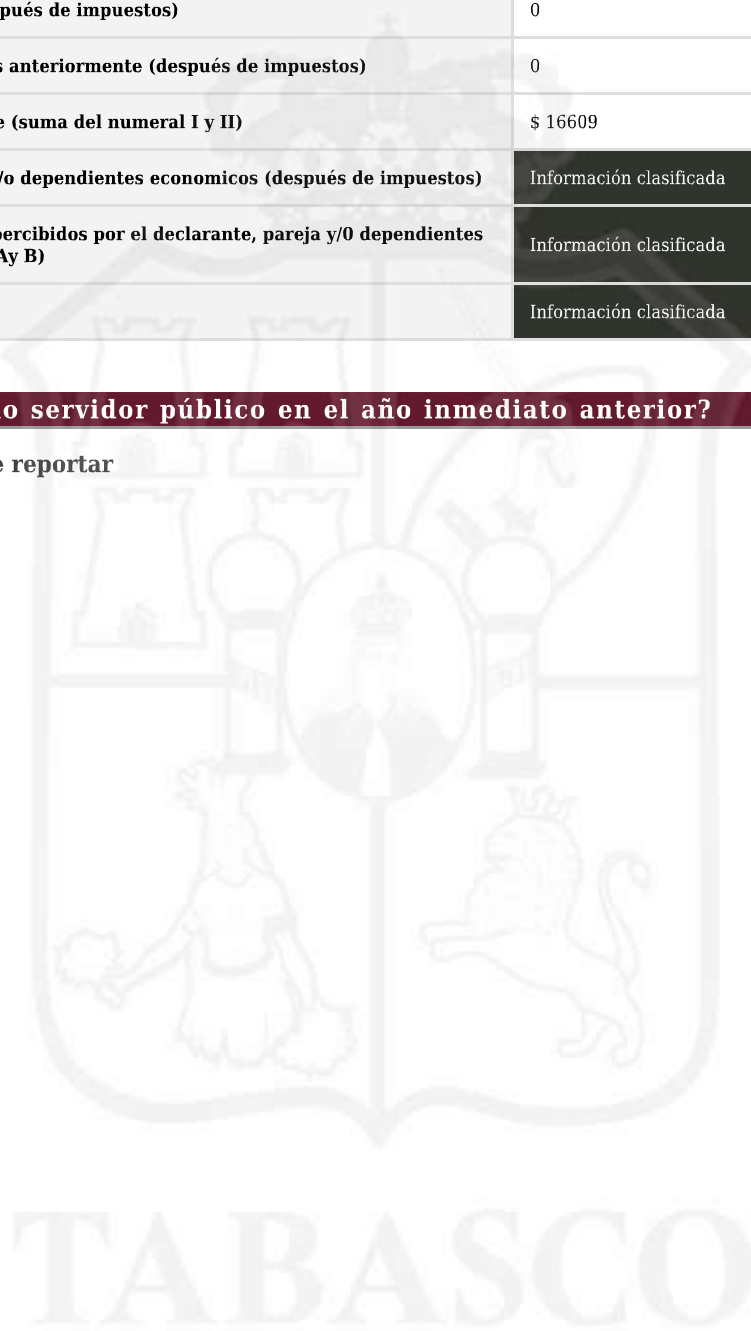 pués de impuestos) 0
s anteriormente (después de impuestos) 0
e (suma del numeral I y II) $ 16609
/o dependientes economicos (después de impuestos) Información clasificada
percibidos por el declarante, pareja y/0 dependientes
Ay B) Información clasificada
Información clasificada
lo servidor público en el año inmediato anterior?
e reportar
TABASCO